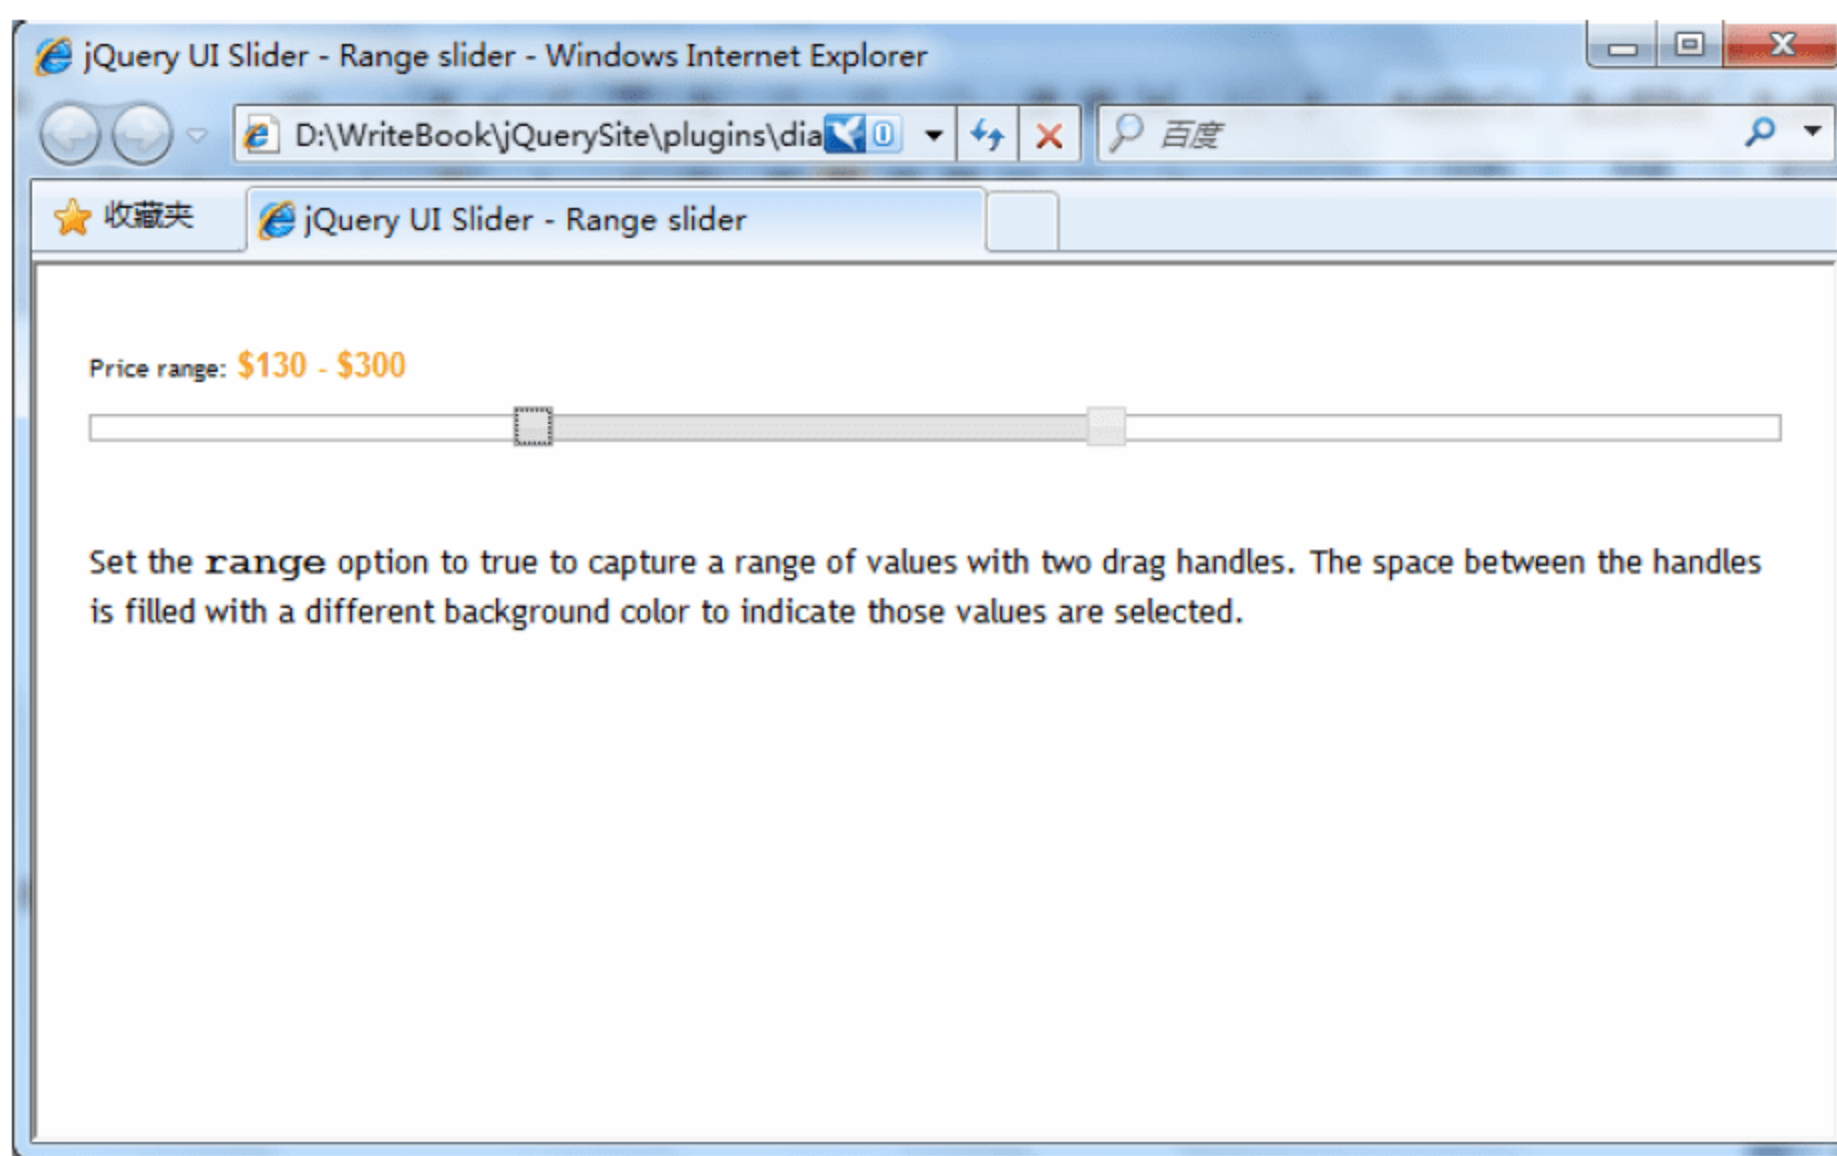 jQuery UI Slider - Range slider - Windows Internet Explorer
D:\WriteBook\jQuerySite\plugins\dia 0 百度
收藏夹 jQuery UI Slider - Range slider
Price range: $130 - $300
Set the range option to true to capture a range of values with two drag handles. The space between the handles
is filled with a different background color to indicate those values are selected.